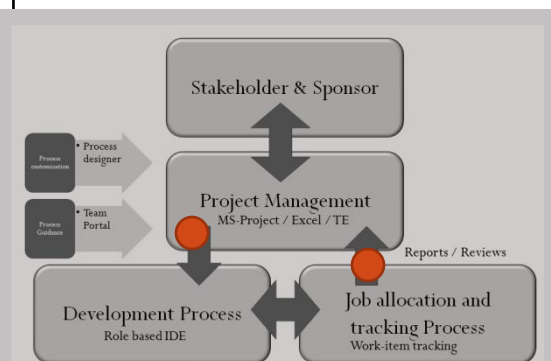 Stakeholder & Sponsor
Process
customization
• Process
designer
Process
Guidance
• Team
Portal
Project Management
MS-Project / Excel / TE
Reports / Reviews
Development Process
Role based IDE
Job allocation and
tracking Process
Work-item tracking